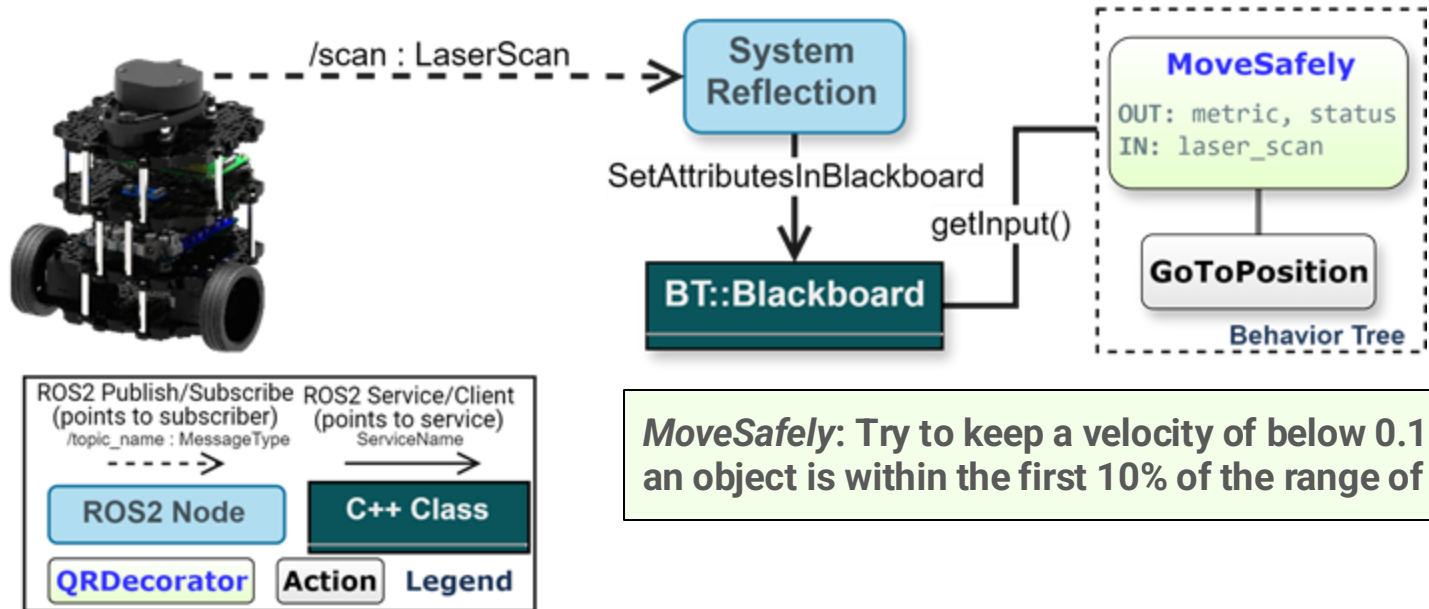 /scan : LaserScan
System
Reflection
SetAttributesInBlackboard
BT::Blackboard
getInput()
MoveSafely
OUT: metric, status
IN: laser_scan
GoToPosition
Behavior Tree
ROS2 Publish/Subscribe
(points to subscriber)
/topic_name : MessageType
ROS2 Service/Client
(points to service)
ServiceName
ROS2 Node
C++ Class
QRDecorator
Action
Legend
MoveSafely: Try to keep a velocity of below 0.1
an object is within the first 10% of the range of